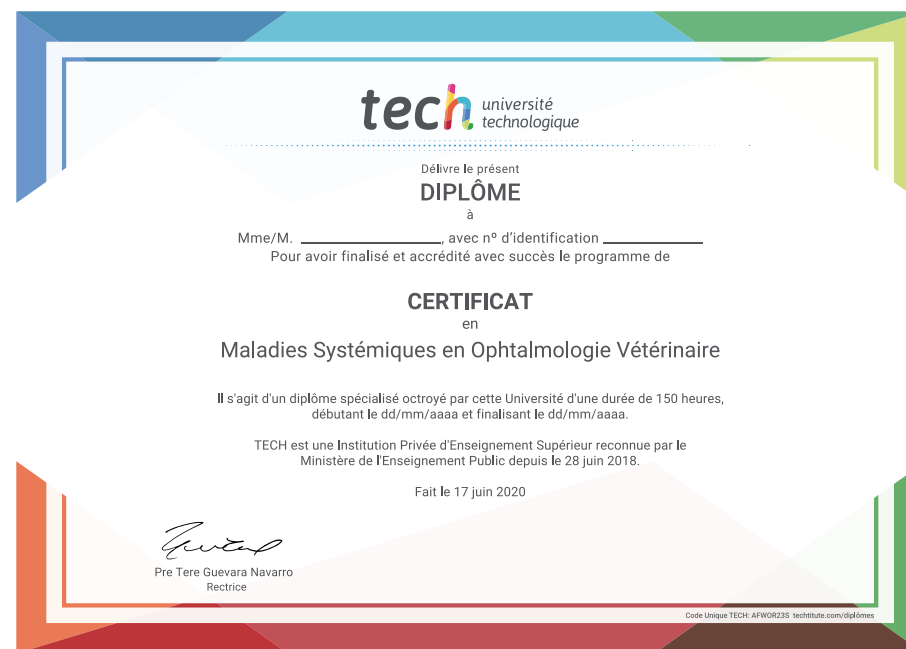 tech université
technologique
Délivre le présent
DIPLÔME
à
Mme/M. ____________________, avec nº d'identification ______________
Pour avoir finalisé et accrédité avec succès le programme de
CERTIFICAT
en
Maladies Systémiques en Ophtalmologie Vétérinaire
Il s'agit d'un diplôme spécialisé octroyé par cette Université d'une durée de 150 heures,
débutant le dd/mm/aaaa et finalisant le dd/mm/aaaa.
TECH est une Institution Privée d'Enseignement Supérieur reconnue par le
Ministère de l'Enseignement Public depuis le 28 juin 2018.
Fait le 17 juin 2020
Pre Tere Guevara Navarro
Rectrice
Code Unique TECH: AFWOR23S techtitute.com/diplômes